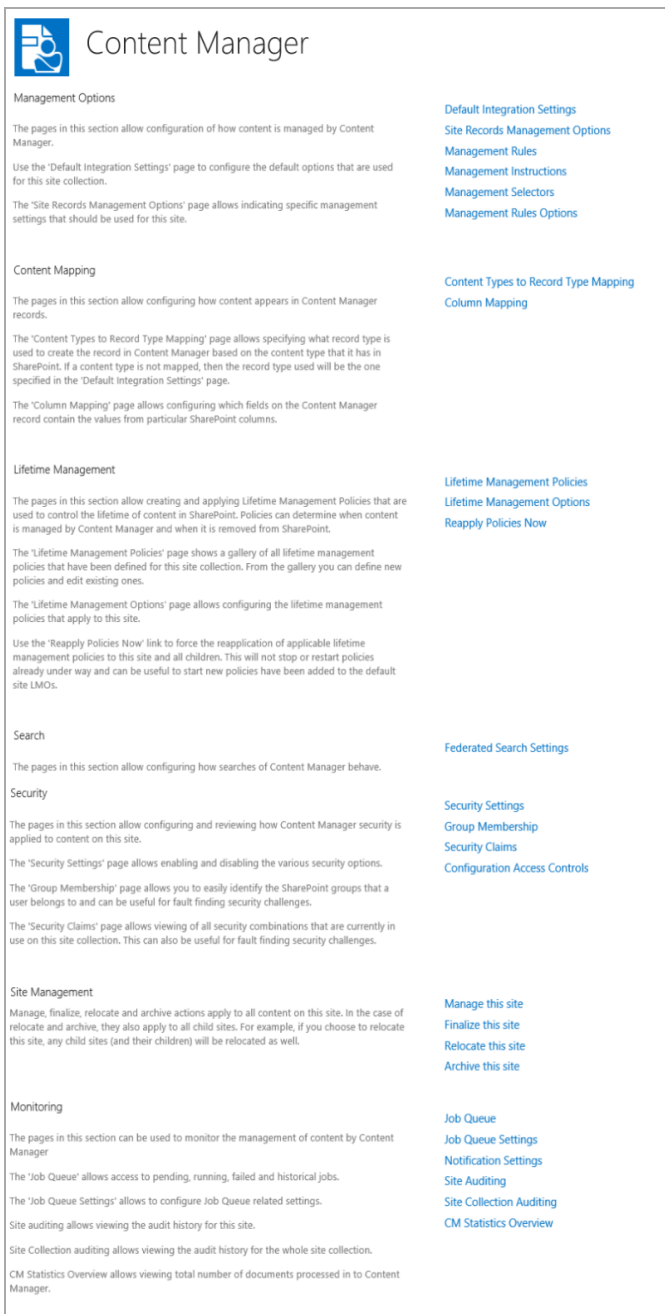 Content Manager
Management Options
The pages in this section allow configuration of how content is managed by Content
Manager.
Use the 'Default Integration Settings' page to configure the default options that are used
for this site collection.
The 'Site Records Management Options' page allows indicating specific management
settings that should be used for this site.
Default Integration Settings
Site Records Management Options
Management Rules
Management Instructions
Management Selectors
Management Rules Options
Content Mapping
The pages in this section allow configuring how content appears in Content Manager
records.
The 'Content Types to Record Type Mapping' page allows specifying what record type is
used to create the record in Content Manager based on the content type that it has in
SharePoint. If a content type is not mapped, then the record type used will be the one
specified in the 'Default Integration Settings' page.
The 'Column Mapping' page allows configuring which fields on the Content Manager
record contain the values from particular SharePoint columns.
Content Types to Record Type Mapping
Column Mapping
Lifetime Management
The pages in this section allow creating and applying Lifetime Management Policies that are
used to control the lifetime of content in SharePoint. Policies can determine when content
is managed by Content Manager and when it is removed from SharePoint.
The 'Lifetime Management Policies' page shows a gallery of all lifetime management
policies that have been defined for this site collection. From the gallery you can define new
policies and edit existing ones.
The 'Lifetime Management Options' page allows configuring the lifetime management
policies that apply to this site.
Use the 'Reapply Policies Now' link to force the reapplication of applicable lifetime
management policies to this site and all children. This will not stop or restart policies
already under way and can be useful to start new policies have been added to the default
site LMOs.
Lifetime Management Policies
Lifetime Management Options
Reapply Policies Now
Search
The pages in this section allow configuring how searches of Content Manager behave.
Federated Search Settings
Security
The pages in this section allow configuring and reviewing how Content Manager security is
applied to content on this site.
The 'Security Settings' page allows enabling and disabling the various security options.
The 'Group Membership' page allows you to easily identify the SharePoint groups that a
user belongs to and can be useful for fault finding security challenges.
The 'Security Claims' page allows viewing of all security combinations that are currently in
use on this site collection. This can also be useful for fault finding security challenges.
Security Settings
Group Membership
Security Claims
Configuration Access Controls
Site Management
Manage, finalize, relocate and archive actions apply to all content on this site. In the case of
relocate and archive, they also apply to all child sites. For example, if you choose to relocate
this site, any child sites (and their children) will be relocated as well.
Manage this site
Finalize this site
Relocate this site
Archive this site
Monitoring
The pages in this section can be used to monitor the management of content by Content
Manager
The 'Job Queue' allows access to pending, running, failed and historical jobs.
The 'Job Queue Settings' allows to configure Job Queue related settings.
Site auditing allows viewing the audit history for this site.
Site Collection auditing allows viewing the audit history for the whole site collection.
CM Statistics Overview allows viewing total number of documents processed in to Content
Manager.
Job Queue
Job Queue Settings
Notification Settings
Site Auditing
Site Collection Auditing
CM Statistics Overview